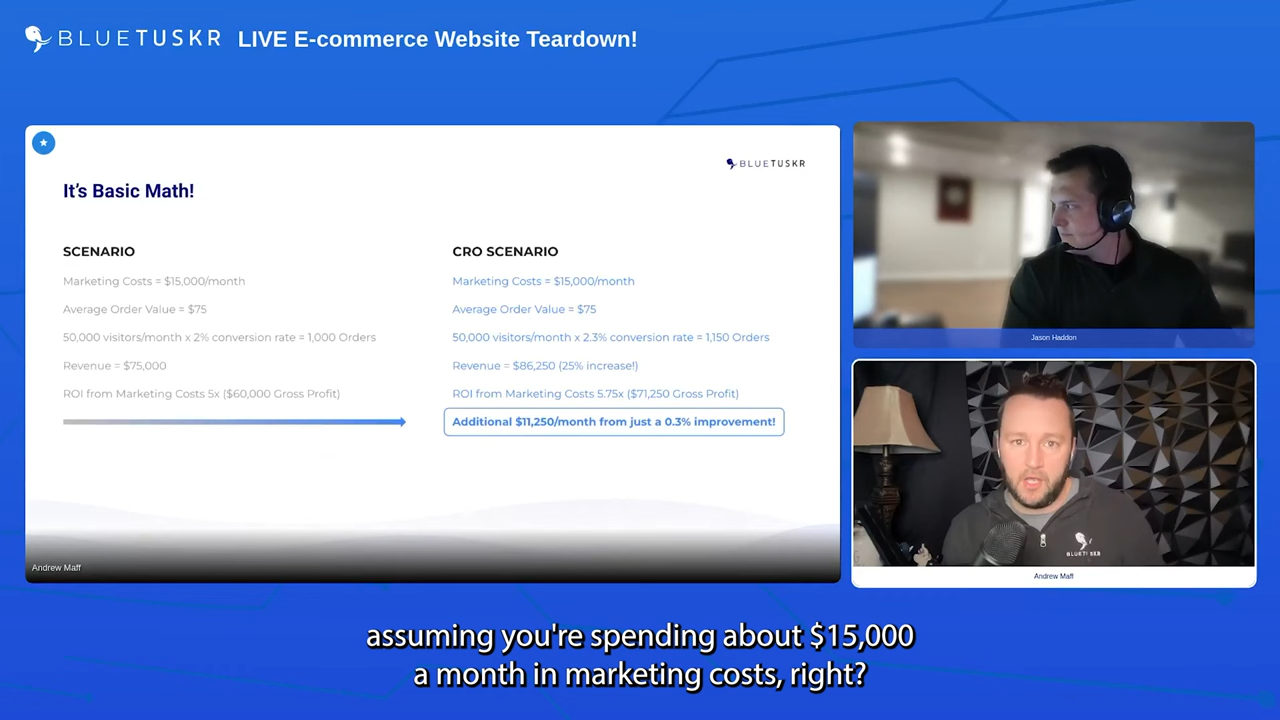 BLUETUSKR LIVE E-commerce Website Teardown!
BLUETUSKR
It's Basic Math!
SCENARIO
Marketing Costs = $15,000/month
Average Order Value = $75
50,000 visitors/month x 2% conversion rate = 1,000 Orders
Revenue = $75,000
ROI from Marketing Costs 5x ($60,000 Gross Profit)
CRO SCENARIO
Marketing Costs = $15,000/month
Average Order Value = $75
50,000 visitors/month x 2.3% conversion rate = 1,150 Orders
Revenue = $86,250 (25% increase!)
ROI from Marketing Costs 5.75x ($71,250 Gross Profit)
Additional $11,250/month from just a 0.3% improvement!
Andrew Maff
Jason Haddon
BLUETUSKR
Andrew Maff
assuming you're spending about $15,000
a month in marketing costs, right?